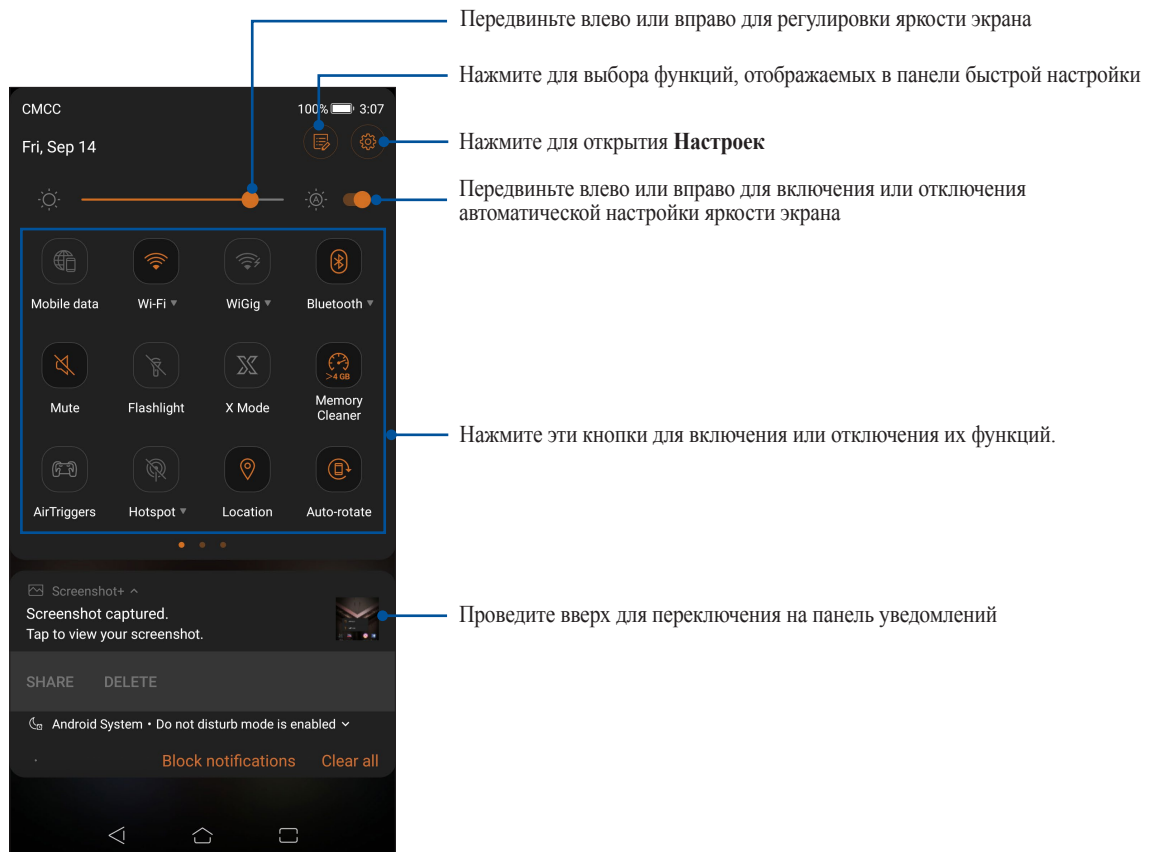 Передвиньте влево или вправо для регулировки яркости экрана
Нажмите для выбора функций, отображаемых в панели быстрой настройки
CMCC 100% 3:07
Fri, Sep 14
Нажмите для открытия Настроек
Передвиньте влево или вправо для включения или отключения
автоматической настройки яркости экрана
A
Mobile data Wi-Fi WiGig Bluetooth
>4 GB
Mute Flashlight X Mode Memory
Cleaner
Нажмите эти кнопки для включения или отключения их функций.
AirTriggers Hotspot Location Auto-rotate
Screenshot+
Screenshot captured.
Tap to view your screenshot.
Проведите вверх для переключения на панель уведомлений
SHARE DELETE
Android System • Do not disturb mode is enabled
Block notifications Clear all